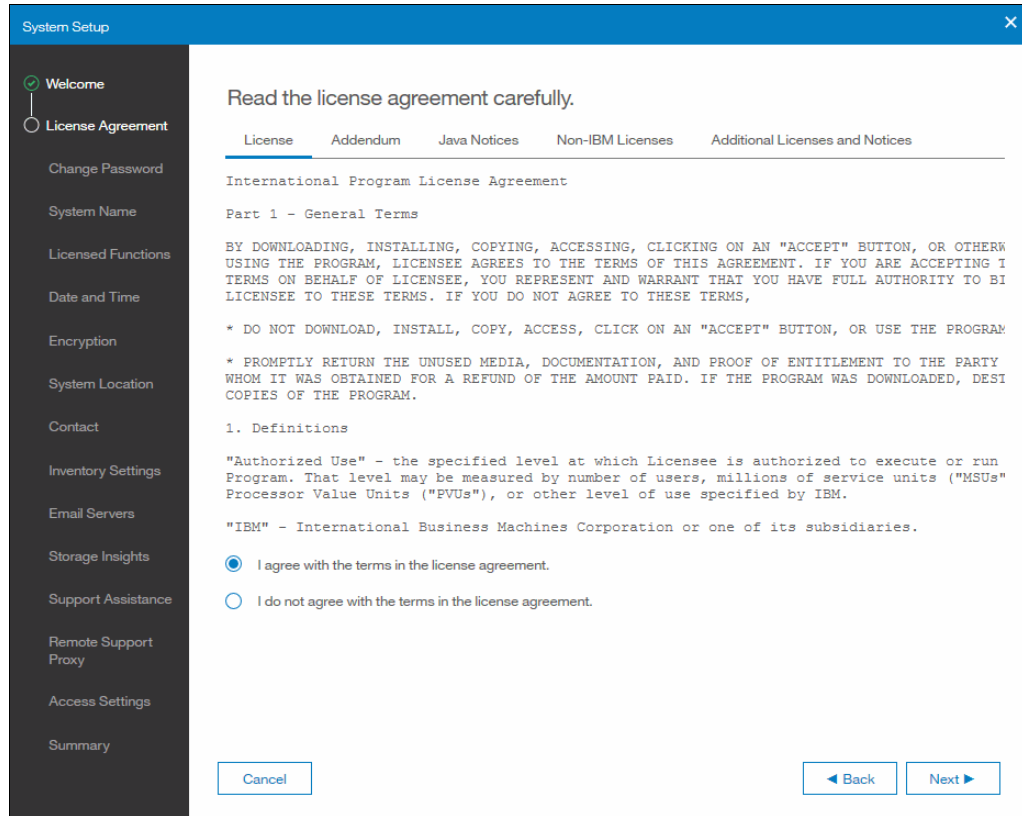 System Setup
Welcome
License Agreement
Change Password
System Name
Licensed Functions
Date and Time
Encryption
System Location
Contact
Inventory Settings
Email Servers
Storage Insights
Support Assistance
Remote Support
Proxy
Access Settings
Summary
Read the license agreement carefully.
License Addendum Java Notices Non-IBM Licenses Additional Licenses and Notices
International Program License Agreement
Part 1 - General Terms
BY DOWNLOADING, INSTALLING, COPYING, ACCESSING, CLICKING ON AN "ACCEPT" BUTTON, OR OTHERW
USING THE PROGRAM, LICENSEE AGREES TO THE TERMS OF THIS AGREEMENT. IF YOU ARE ACCEPTING T
TERMS ON BEHALF OF LICENSEE, YOU REPRESENT AND WARRANT THAT YOU HAVE FULL AUTHORITY TO BI
LICENSEE TO THESE TERMS. IF YOU DO NOT AGREE TO THESE TERMS,
* DO NOT DOWNLOAD, INSTALL, COPY, ACCESS, CLICK ON AN "ACCEPT" BUTTON, OR USE THE PROGRAM
* PROMPTLY RETURN THE UNUSED MEDIA, DOCUMENTATION, AND PROOF OF ENTITLEMENT TO THE PARTY
WHOM IT WAS OBTAINED FOR A REFUND OF THE AMOUNT PAID. IF THE PROGRAM WAS DOWNLOADED, DEST
COPIES OF THE PROGRAM.
1. Definitions
"Authorized Use" - the specified level at which Licensee is authorized to execute or run
Program. That level may be measured by number of users, millions of service units ("MSUs"
Processor Value Units ("PVUs"), or other level of use specified by IBM.
"IBM" - International Business Machines Corporation or one of its subsidiaries.
I agree with the terms in the license agreement.
I do not agree with the terms in the license agreement.
Cancel Back Next